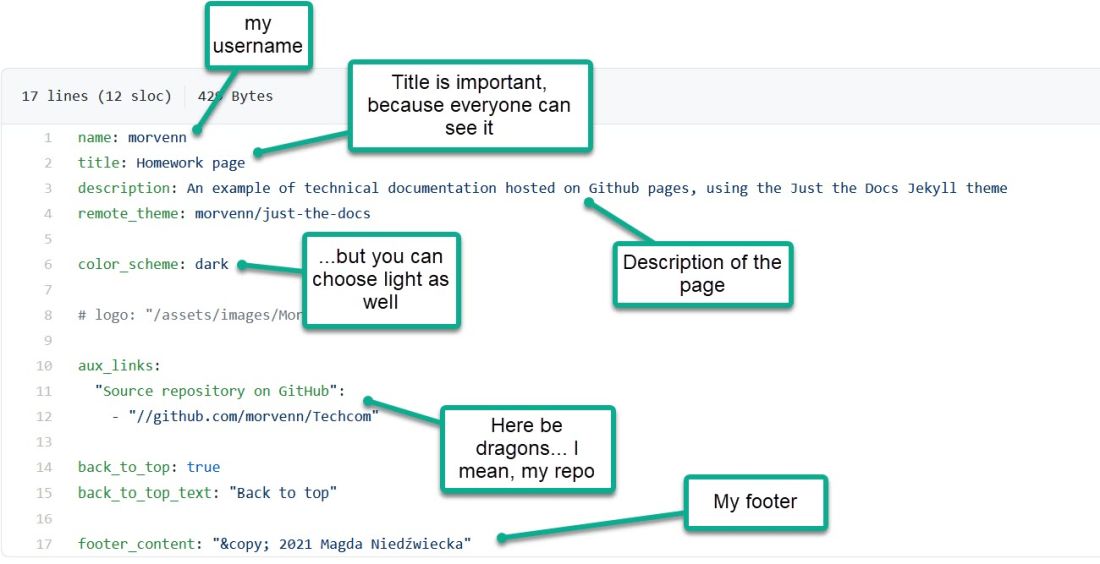 my
username
Title is important,
because everyone can
see it
17 lines (12 sloc) 429 Bytes
1 name: morvenn
2 title: Homework page
3 description: An example of technical documentation hosted on Github pages, using the Just the Docs Jekyll theme
4 remote_theme: morvenn/just-the-docs
5
6 color_scheme: dark
...but you can
choose light as
well
Description of the
page
7
8 # logo: "/assets/images/Mor
9
10 aux_links:
11 "Source repository on GitHub":
12 - "//github.com/morvenn/Techcom"
Here be
dragons... I
mean, my repo
13
14 back_to_top: true
15 back_to_top_text: "Back to top"
16
My footer
17 footer_content: "&copy; 2021 Magda Niedźwiecka"